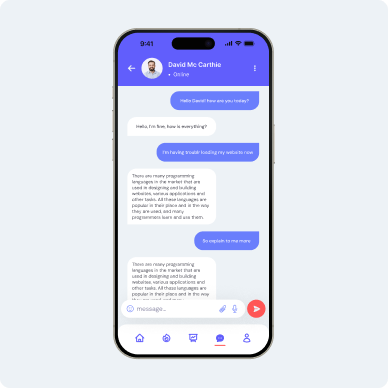 9:41
David Mc Carthie
Online
Hello David! how are you today?
Hello, I'm fine, how is everything?
I'm having troubir loading my website now
There are many programming
languages in the market that are
used in designing and building
websites, various applications and
other tasks. All these languages are
popular in their place and in the way
they are used, and many
programmers learn and use them.
So explain to me more
There are many programming
languages in the market that are
used in designing and building
websites, various applications and
other tasks. All these languages are
popular in their place and in the way
message..